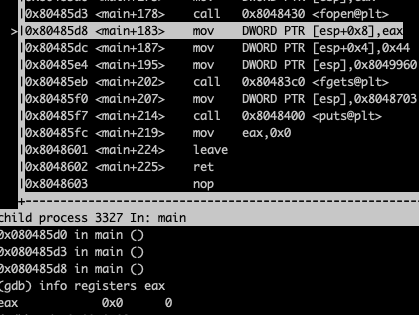 |0x80485d3 <main+178> call 0x8048430 <fopen@plt>
>|0x80485d8 <main+183> mov DWORD PTR [esp+0x8],eax
|0x80485dc <main+187> mov DWORD PTR [esp+0x4],0x44
|0x80485e4 <main+195> mov DWORD PTR [esp],0x8049960
|0x80485eb <main+202> call 0x80483c0 <fgets@plt>
|0x80485f0 <main+207> mov DWORD PTR [esp],0x8048703
|0x80485f7 <main+214> call 0x8048400 <puts@plt>
|0x80485fc <main+219> mov eax,0x0
|0x8048601 <main+224> leave
|0x8048602 <main+225> ret
|0x8048603 nop
child process 3327 In: main
0x080485d0 in main ()
0x080485d3 in main ()
0x080485d8 in main ()
(gdb) info registers eax
eax 0x0 0